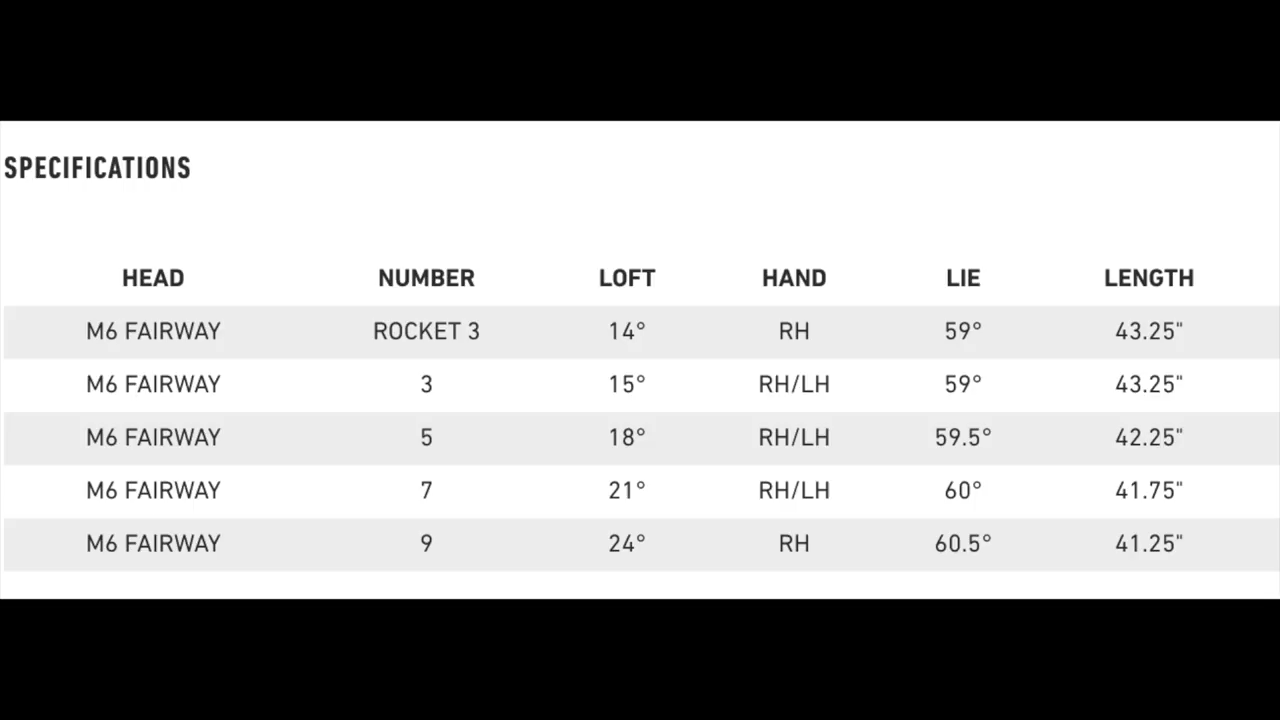 SPECIFICATIONS
HEAD NUMBER LOFT HAND LIE LENGTH
M6 FAIRWAY ROCKET 3 14° RH 59° 43.25"
M6 FAIRWAY 3 15° RH/LH 59° 43.25"
M6 FAIRWAY 5 18° RH/LH 59.5° 42.25"
M6 FAIRWAY 7 21° RH/LH 60° 41.75"
M6 FAIRWAY 9 24° RH 60.5° 41.25"